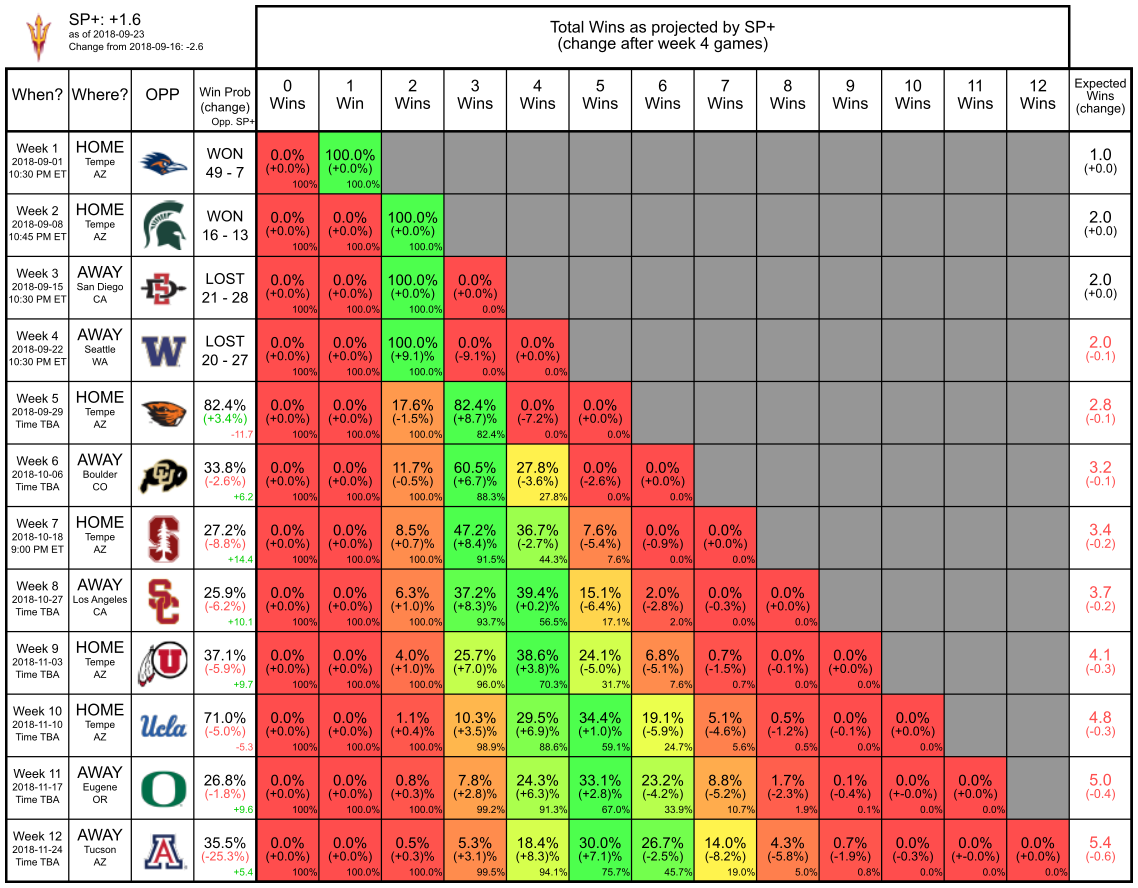 SP+: +1.6
as of 2018-09-23
Change from 2018-09-16: -2.6
Total Wins as projected by SP+
(change after week 4 games)
When? Where? OPP Win Prob (change) Opp. SP+ 0 Wins 1 Win 2 Wins 3 Wins 4 Wins 5 Wins 6 Wins 7 Wins 8 Wins 9 Wins 10 Wins 11 Wins 12 Wins Expected Wins (change)
Week 1 HOME WON 0.0% 100.0% 1.0
2018-09-01 Tempe (+0.0%) (+0.0%) (+0.0)
10:30 PM ET AZ 49 - 7 100% 100.0%
Week 2 HOME WON 0.0% 0.0% 100.0% 2.0
2018-09-08 Tempe (+0.0%) (+0.0%) (+0.0%) (+0.0)
10:45 PM ET AZ 16 - 13 100% 100.0% 100.0%
Week 3 AWAY LOST 0.0% 0.0% 100.0% 0.0% 2.0
2018-09-15 San Diego SD (+0.0%) (+0.0%) (+0.0%) (+0.0%) (+0.0)
10:30 PM ET CA 21 - 28 100% 100.0% 100.0% 0.0%
Week 4 AWAY LOST 0.0% 0.0% 100.0% 0.0% 0.0% 2.0
2018-09-22 Seattle W (+0.0%) (+0.0%) (+9.1)% (-9.1%) (+0.0%) (-0.1)
10:30 PM ET WA 20 - 27 100% 100.0% 100.0% 0.0% 0.0%
Week 5 HOME 82.4% 0.0% 0.0% 17.6% 82.4% 0.0% 0.0% 2.8
2018-09-29 Tempe (+3.4%) (+0.0%) (+0.0%) (-1.5%) (+8.7)% (-7.2%) (+0.0%) (-0.1)
Time TBA AZ -11.7 100% 100.0% 100.0% 82.4% 0.0% 0.0%
Week 6 AWAY 33.8% 0.0% 0.0% 11.7% 60.5% 27.8% 0.0% 0.0% 3.2
2018-10-06 Boulder CU (-2.6%) (+0.0%) (+0.0%) (-0.5%) (+6.7)% (-3.6%) (-2.6%) (+0.0%) (-0.1)
Time TBA CO +6.2 100% 100.0% 100.0% 88.3% 27.8% 0.0% 0.0%
Week 7 HOME 27.2% 0.0% 0.0% 8.5% 47.2% 36.7% 7.6% 0.0% 0.0% 3.4
2018-10-18 Tempe S (-8.8%) (+0.0%) (+0.0%) (+0.7%) (+8.4)% (-2.7%) (-5.4%) (-0.9%) (+0.0%) (-0.2)
9:00 PM ET AZ +14.4 100% 100.0% 100.0% 91.5% 44.3% 7.6% 0.0% 0.0%
Week 8 AWAY 25.9% 0.0% 0.0% 6.3% 37.2% 39.4% 15.1% 2.0% 0.0% 0.0% 3.7
2018-10-27 Los Angeles SC (-6.2%) (+0.0%) (+0.0%) (+1.0%) (+8.3%) (+0.2)% (-6.4%) (-2.8%) (-0.3%) (+0.0%) (-0.2)
Time TBA CA +10.1 100% 100.0% 100.0% 93.7% 56.5% 17.1% 2.0% 0.0% 0.0%
Week 9 HOME 37.1% 0.0% 0.0% 4.0% 25.7% 38.6% 24.1% 6.8% 0.7% 0.0% 0.0% 4.1
2018-11-03 Tempe U (-5.9%) (+0.0%) (+0.0%) (+1.0%) (+7.0)% (+3.8%) (-5.0%) (-5.1%) (-1.5%) (-0.1%) (+0.0%) (-0.3)
Time TBA AZ +9.7 100% 100.0% 100.0% 96.0% 70.3% 31.7% 7.6% 0.7% 0.0% 0.0%
Week 10 HOME 71.0% 0.0% 0.0% 1.1% 10.3% 29.5% 34.4% 19.1% 5.1% 0.5% 0.0% 0.0% 4.8
2018-11-10 Tempe Ucla (-5.0%) (+0.0%) (+0.0%) (+0.4%) (+3.5%) (+6.9)% (+1.0%) (-5.9%) (-4.6%) (-1.2%) (-0.1%) (+0.0%) (-0.3)
Time TBA AZ -5.3 100% 100.0% 100.0% 98.9% 88.6% 59.1% 24.7% 5.6% 0.5% 0.0% 0.0%
Week 11 AWAY 26.8% 0.0% 0.0% 0.8% 7.8% 24.3% 33.1% 23.2% 8.8% 1.7% 0.1% 0.0% 0.0% 5.0
2018-11-17 Eugene O (-1.8%) (+0.0%) (+0.0%) (+0.3%) (+2.8%) (+6.3)% (+2.8)% (-4.2%) (-5.2%) (-2.3%) (-0.4%) (+-0.0%) (+0.0%) (-0.4)
Time TBA OR +9.6 100% 100.0% 100.0% 99.2% 91.3% 67.0% 33.9% 10.7% 1.9% 0.1% 0.0% 0.0%
Week 12 AWAY 35.5% 0.0% 0.0% 0.5% 5.3% 18.4% 30.0% 26.7% 14.0% 4.3% 0.7% 0.0% 0.0% 0.0% 5.4
2018-11-24 Tucson A (-25.3%) (+0.0%) (+0.0%) (+0.3%) (+3.1%) (+8.3)% (+7.1%) (-2.5%) (-8.2%) (-5.8%) (-1.9%) (-0.3%) (+-0.0%) (+0.0%) (-0.6)
Time TBA AZ +5.4 100% 100.0% 100.0% 99.5% 94.1% 75.7% 45.7% 19.0% 5.0% 0.8% 0.0% 0.0% 0.0%